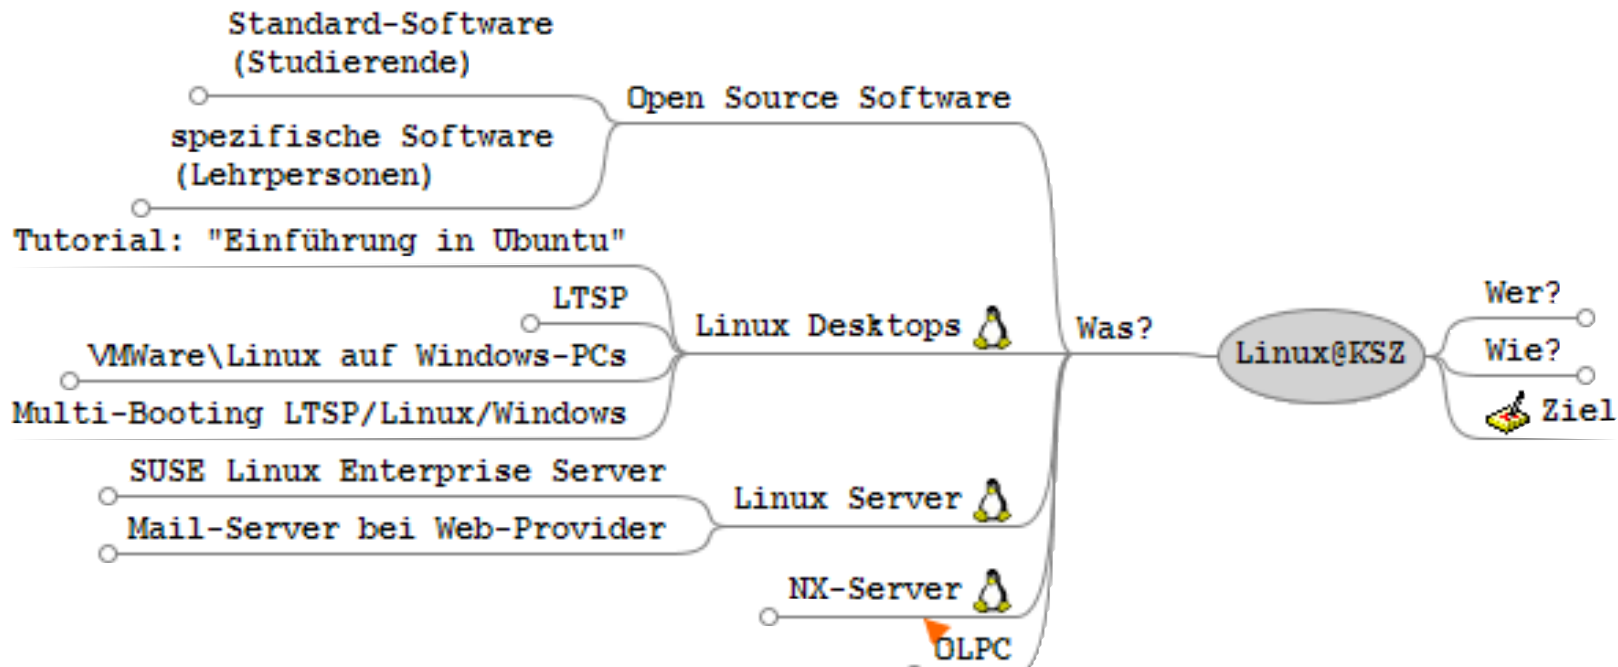 Standard-Software
(Studierende)
Open Source Software
spezifische Software
(Lehrpersonen)
Tutorial: "Einführung in Ubuntu"
LTSP
Linux Desktops
VMWare\Linux auf Windows-PCs
Multi-Booting LTSP/Linux/Windows
SUSE Linux Enterprise Server
Linux Server
Mail-Server bei Web-Provider
NX-Server
OLPC
Was?
Linux@KSZ
Wer?
Wie?
Ziel